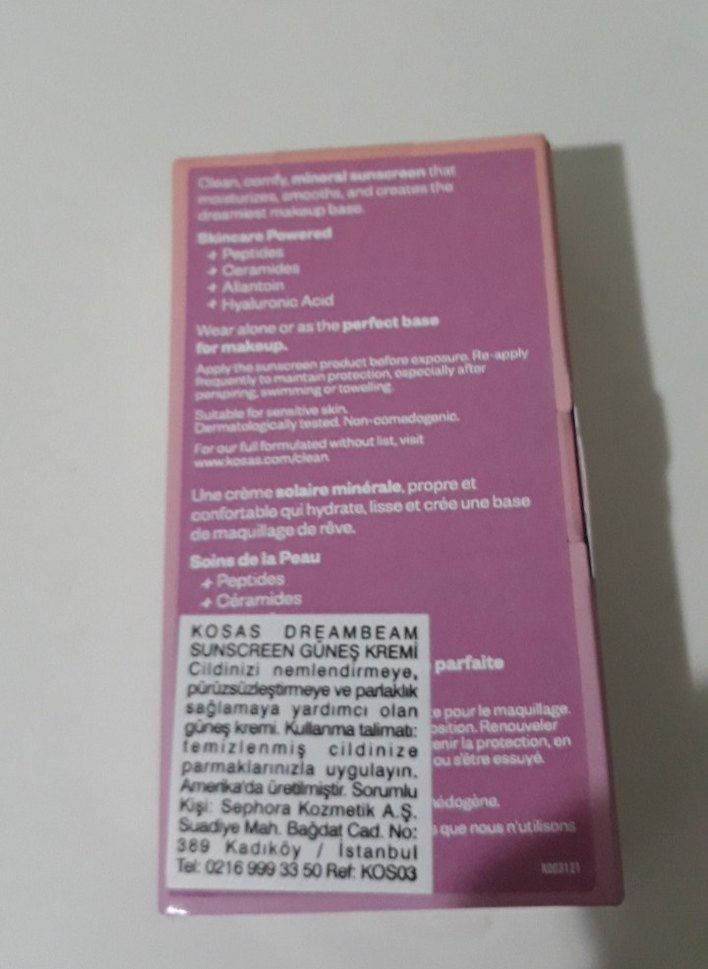 Clean, comfy, mineral sunscreen that
moisturizes, smooths, and creates the
dreamiest makeup base.
Skincare Powered
+ Peptides
+ Ceramides
+ Allantoin
+ Hyaluronic Acid
Wear alone or as the perfect base
for makeup.
Apply the sunscreen product before exposure. Re-apply
frequently to maintain protection, especially after
perspiring, swimming or towelling.
Suitable for sensitive skin.
Dermatologically tested. Non-comedogenic.
For our full formulated without list, visit
www.kosas.com/clean
Une crème solaire minérale, propre et
confortable qui hydrate, lisse et crée une base
de maquillage de rêve.
Soins de la Peau
+ Peptides
+ Céramides
parfaite
e pour le maquillage.
osition. Renouveler
enir la protection, en
ou s'être essuyé.
médogène.
s que nous n'utilisons
KOSAS DREAMBEAM
SUNSCREEN GÜNEŞ KREMİ
Cildinizi nemlendirmeye,
pürüzsüzleştirmeye ve parlaklık
sağlamaya yardımcı olan
güneş kremi. Kullanma talimatı:
temizlenmiş cildinize
parmaklarınızla uygulayın.
Amerika'da üretilmiştir. Sorumlu
Kişi: Sephora Kozmetik A.Ş.
Suadiye Mah. Bağdat Cad. No:
389 Kadıköy / İstanbul
Tel: 0216 999 33 50 Ref: KOS03